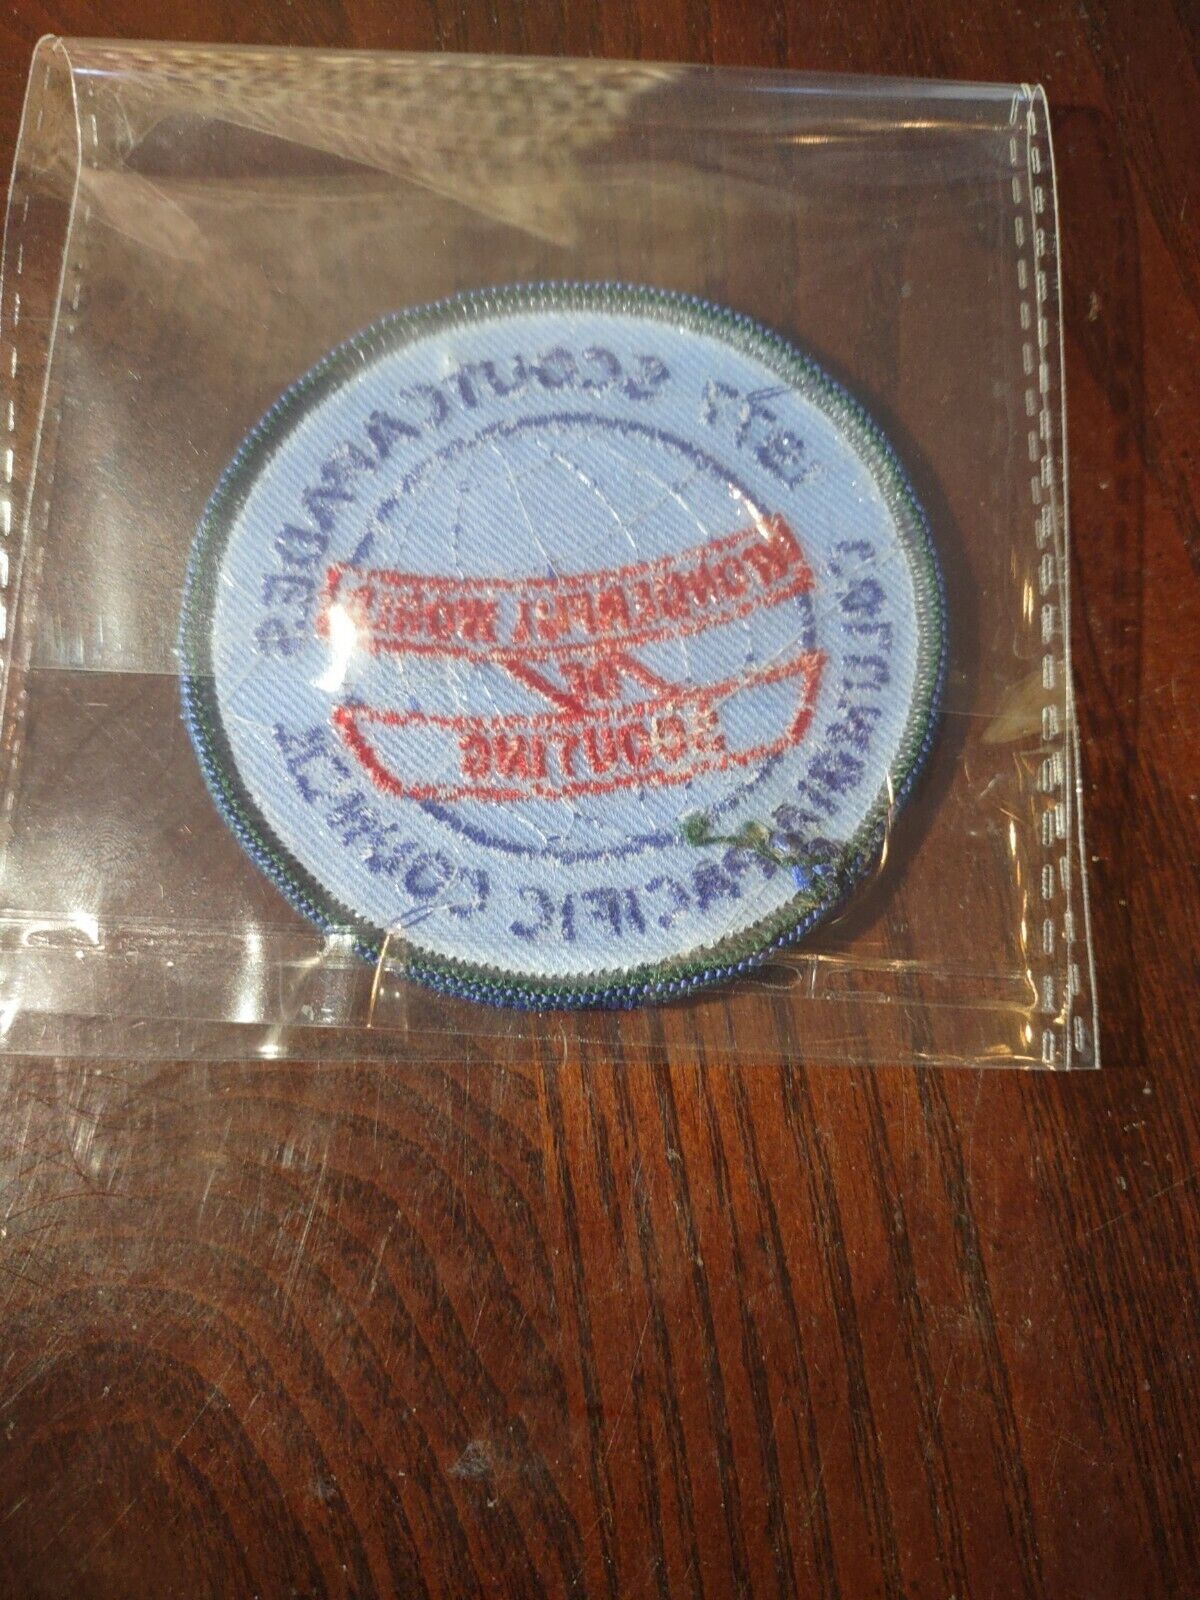 1977 SCOUTCAPADES
WONDERFUL WORLD
OF
SCOUTING
COLUMBIA PACIFIC COUNCIL